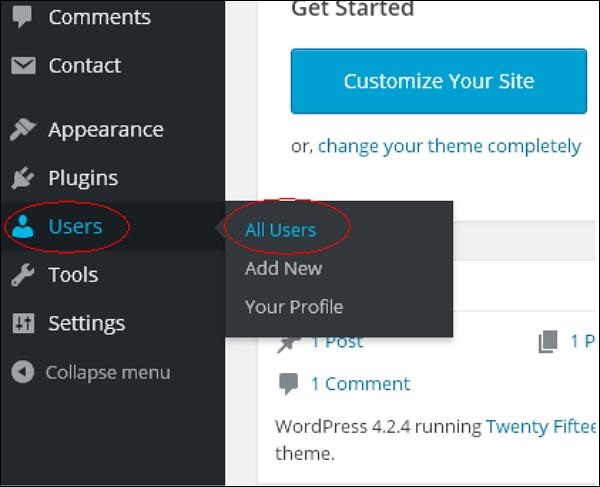 Comments
Contact
Appearance
Plugins
Users
Tools
Settings
Collapse menu
All Users
Add New
Your Profile
Get Started
Customize Your Site
or, change your theme completely
1 Post
1 P
1 Comment
WordPress 4.2.4 running Twenty Fiftee
theme.